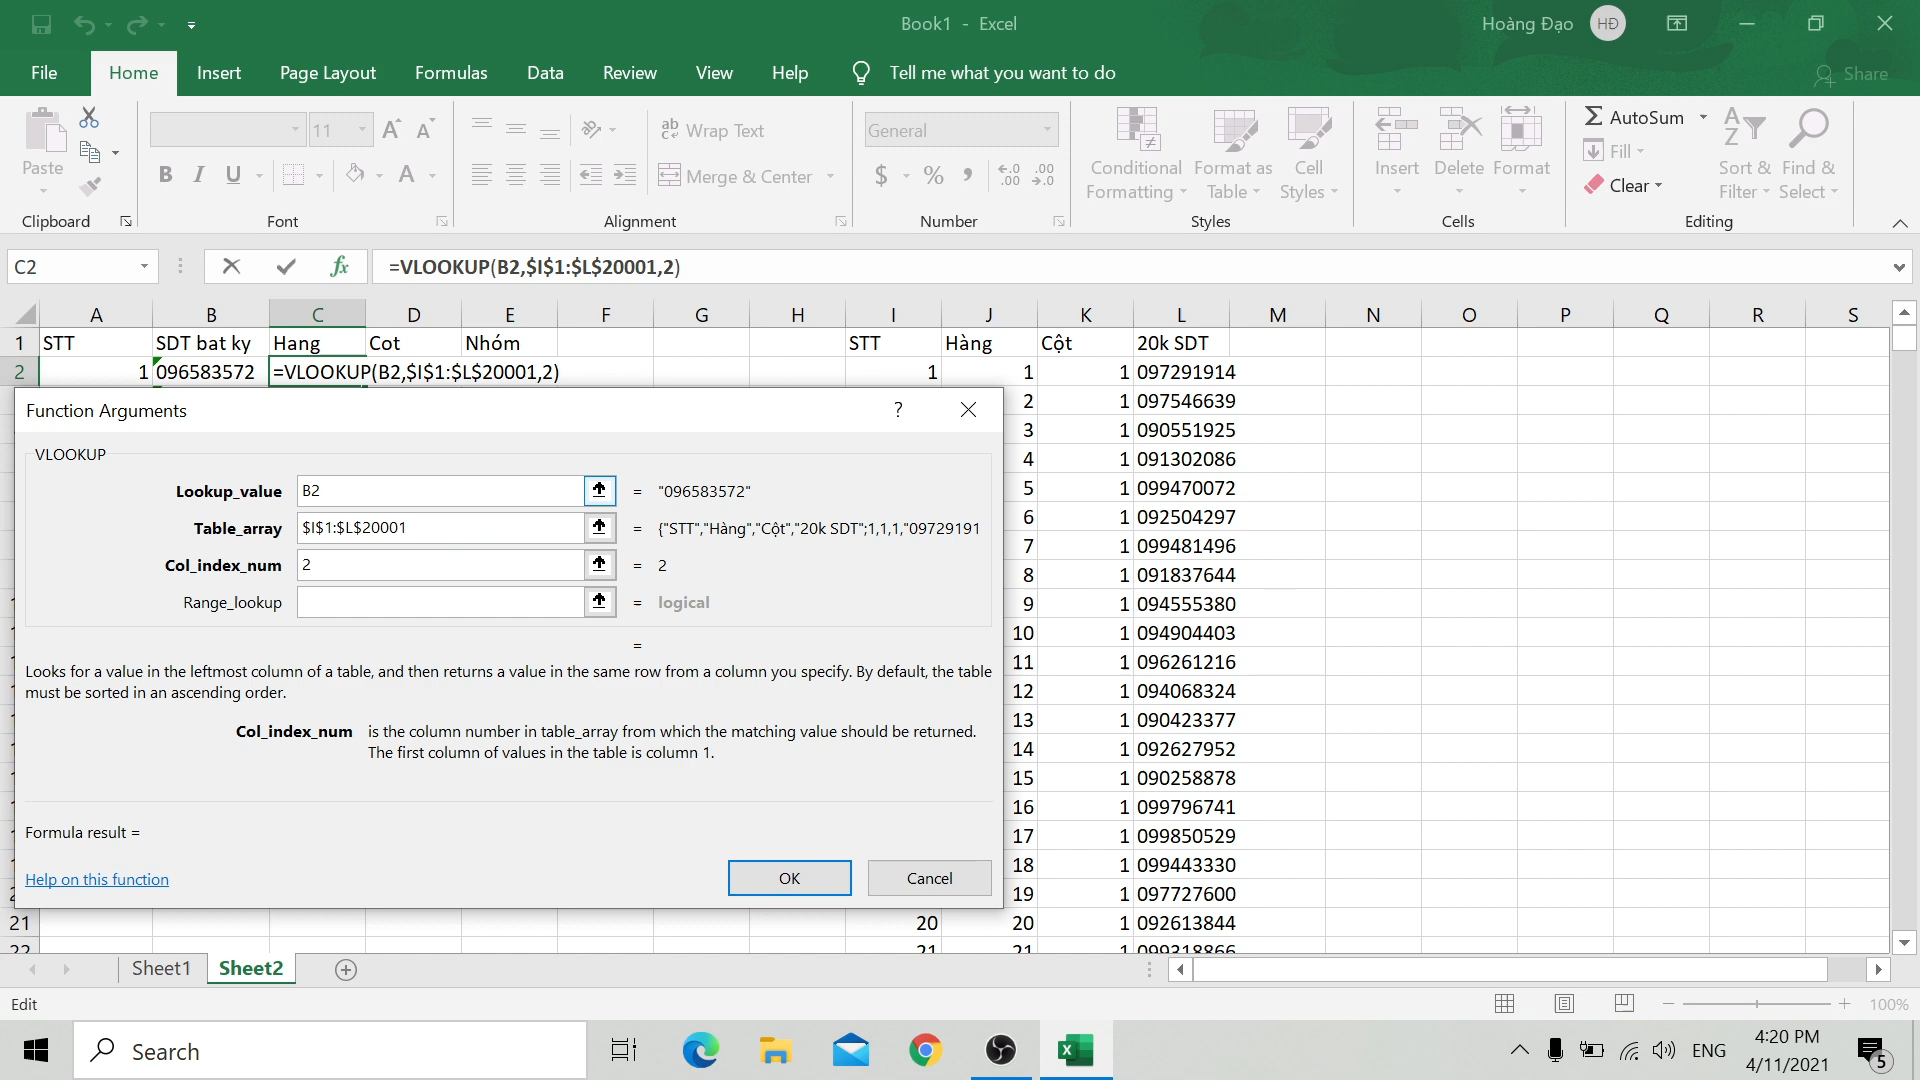 Book1 - Excel
Hoàng Đạo HĐ
File Home Insert Page Layout Formulas Data Review View Help Tell me what you want to do Share
Paste
11
Wrap Text
Merge & Center
General
Conditional Formatting
Format as Table
Cell Styles
Insert
Delete
Format
AutoSum
Fill
Clear
Sort & Filter
Find & Select
Clipboard Font Alignment Number Styles Cells Editing
C2 fx =VLOOKUP(B2,$I$1:$L$20001,2)
A B C D E F G H I J K L M N O P Q R S
1 STT SDT bat ky Hang Cot Nhóm STT Hàng Cột 20k SDT
2 1 096583572 =VLOOKUP(B2,$I$1:$L$20001,2) 1 1 1 097291914
2 1 097546639
3 1 090551925
4 1 091302086
5 1 099470072
6 1 092504297
7 1 099481496
8 1 091837644
9 1 094555380
10 1 094904403
11 1 096261216
12 1 094068324
13 1 090423377
14 1 092627952
15 1 090258878
16 1 099796741
17 1 099850529
18 1 099443330
19 1 097727600
21 20 20 1 092613844
22 21 21 1 099318866
Function Arguments ?
VLOOKUP
Lookup_value B2 = "096583572"
Table_array $I$1:$L$20001 = {"STT","Hàng","Cột","20k SDT";1,1,1,"09729191
Col_index_num 2 = 2
Range_lookup = logical
=
Looks for a value in the leftmost column of a table, and then returns a value in the same row from a column you specify. By default, the table
must be sorted in an ascending order.
Col_index_num is the column number in table_array from which the matching value should be returned.
The first column of values in the table is column 1.
Formula result =
Help on this function OK Cancel
Sheet1 Sheet2
Edit 100%
Search ENG 4:20 PM
4/11/2021 5